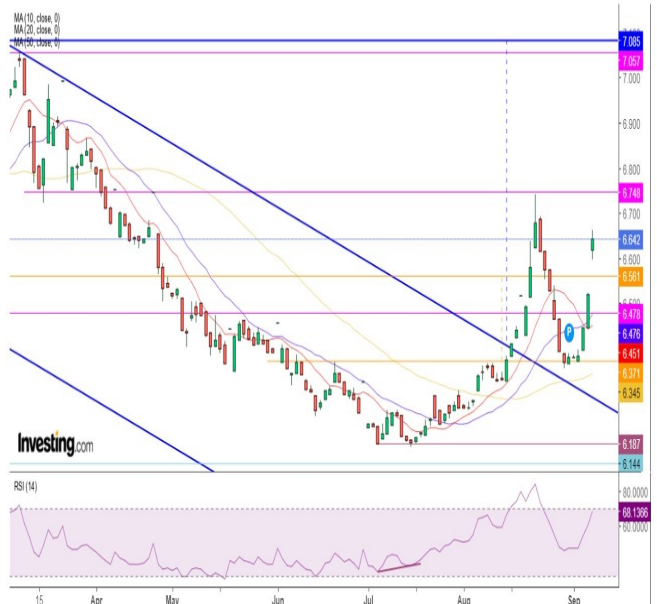 MA (10, close, 0)
MA (20, close, 0)
MA (50, close, 0)
7.085
7.057
7.000
6.900
6.800
6.748
6.700
6.642
6.600
6.561
6.478
6.476
6.451
6.371
6.345
6.187
6.144
P
Investing.com
RSI (14)
80.0000
68.1366
60.0000
15
Apr
May
Jun
Jul
Aug
Sep